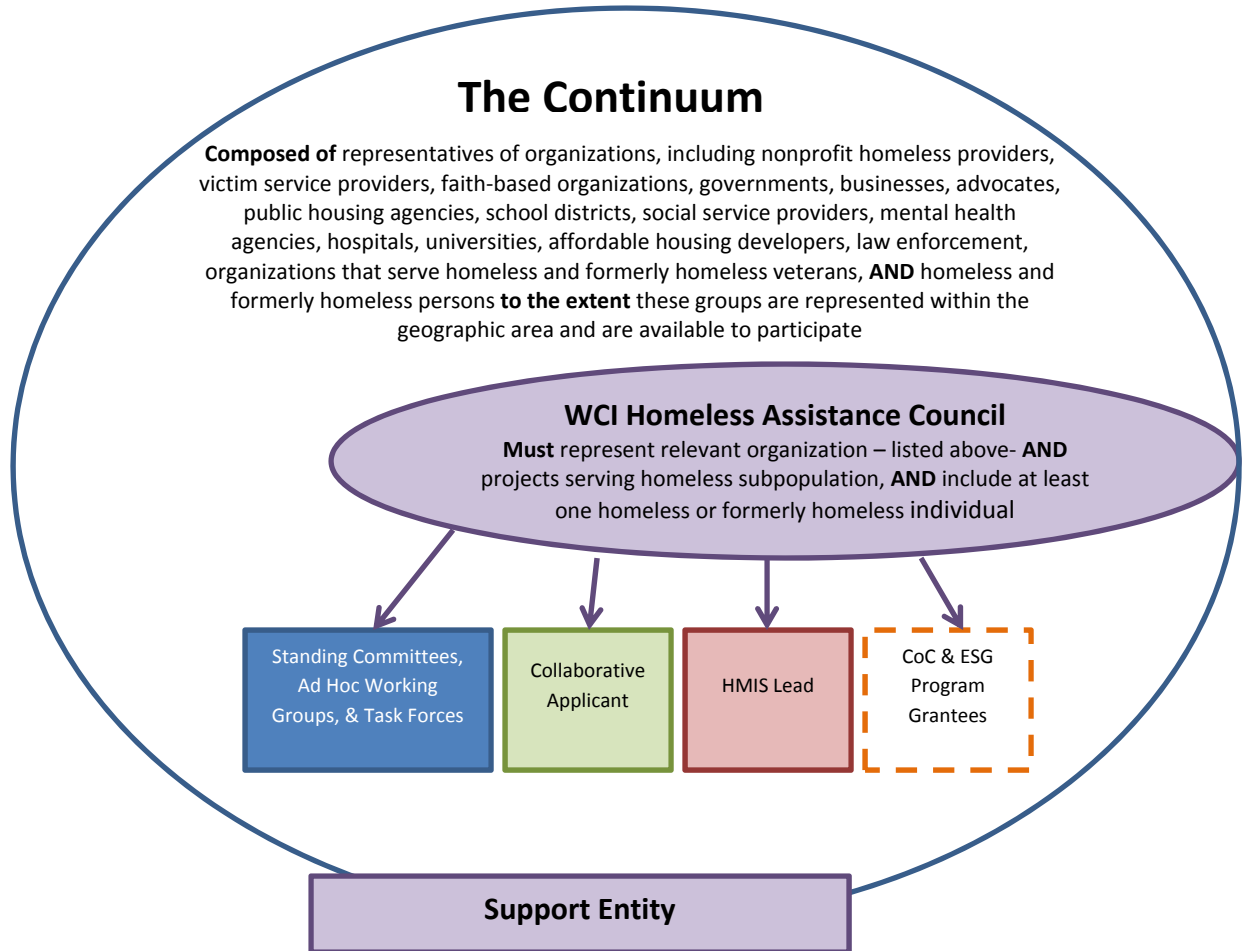 The Continuum
Composed of representatives of organizations, including nonprofit homeless providers,
victim service providers, faith-based organizations, governments, businesses, advocates,
public housing agencies, school districts, social service providers, mental health
agencies, hospitals, universities, affordable housing developers, law enforcement,
organizations that serve homeless and formerly homeless veterans, AND homeless and
formerly homeless persons to the extent these groups are represented within the
geographic area and are available to participate
WCI Homeless Assistance Council
Must represent relevant organization – listed above- AND
projects serving homeless subpopulation, AND include at least
one homeless or formerly homeless individual
Standing Committees,
Ad Hoc Working
Groups, & Task Forces
Collaborative
Applicant
HMIS Lead
CoC & ESG
Program
Grantees
Support Entity